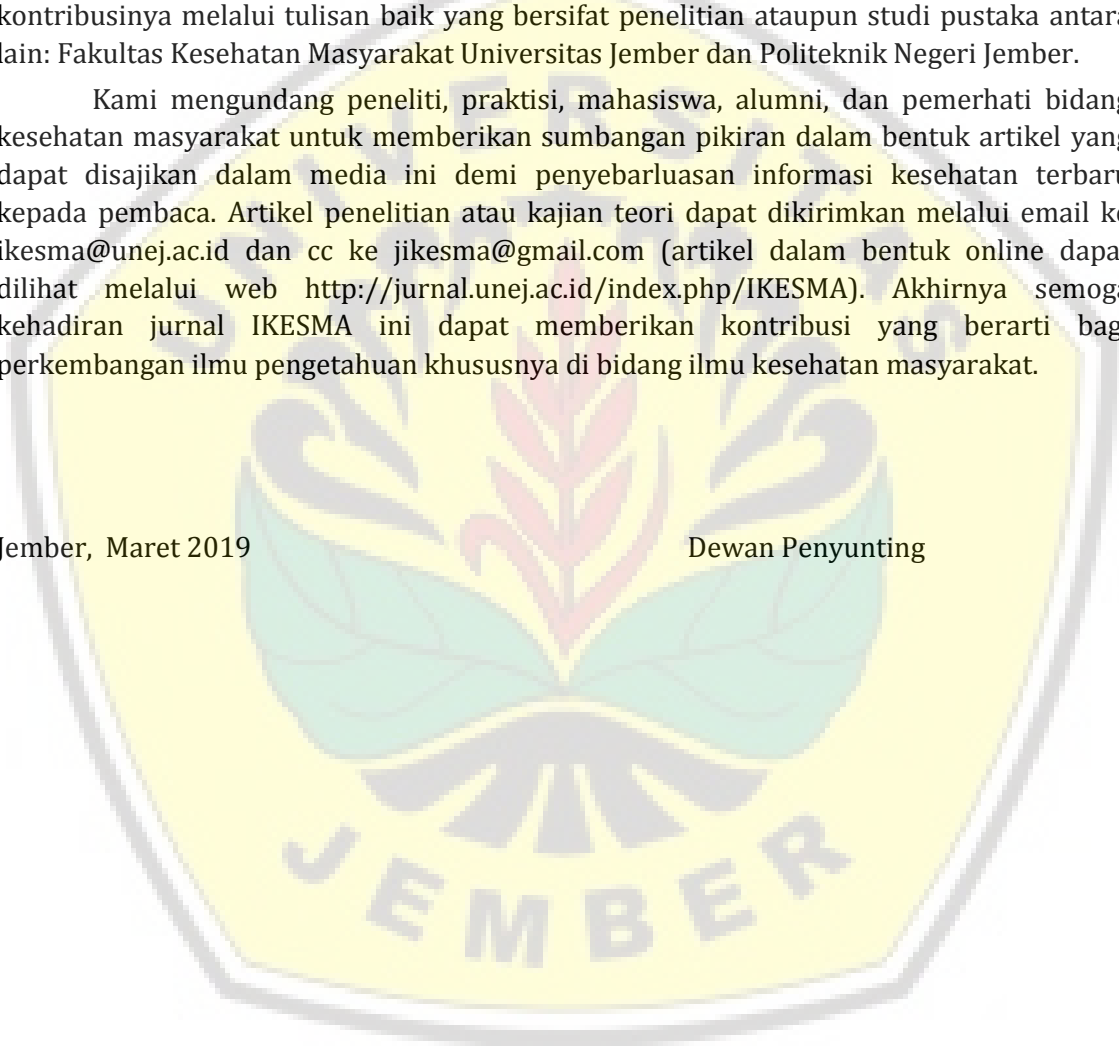 kontribusinya melalui tulisan baik yang bersifat penelitian ataupun studi pustaka antara
lain: Fakultas Kesehatan Masyarakat Universitas Jember dan Politeknik Negeri Jember.
Kami mengundang peneliti, praktisi, mahasiswa, alumni, dan pemerhati bidang
kesehatan masyarakat untuk memberikan sumbangan pikiran dalam bentuk artikel yang
dapat disajikan dalam media ini demi penyebarluasan informasi kesehatan terbaru
kepada pembaca. Artikel penelitian atau kajian teori dapat dikirimkan melalui email ke
ikesma@unej.ac.id dan cc ke jikesma@gmail.com (artikel dalam bentuk online dapat
dilihat melalui web http://jurnal.unej.ac.id/index.php/IKESMA). Akhirnya semoga
kehadiran jurnal IKESMA ini dapat memberikan kontribusi yang berarti bagi
perkembangan ilmu pengetahuan khususnya di bidang ilmu kesehatan masyarakat.
Jember, Maret 2019 Dewan Penyunting
UNIVERSITAS
JEMBER